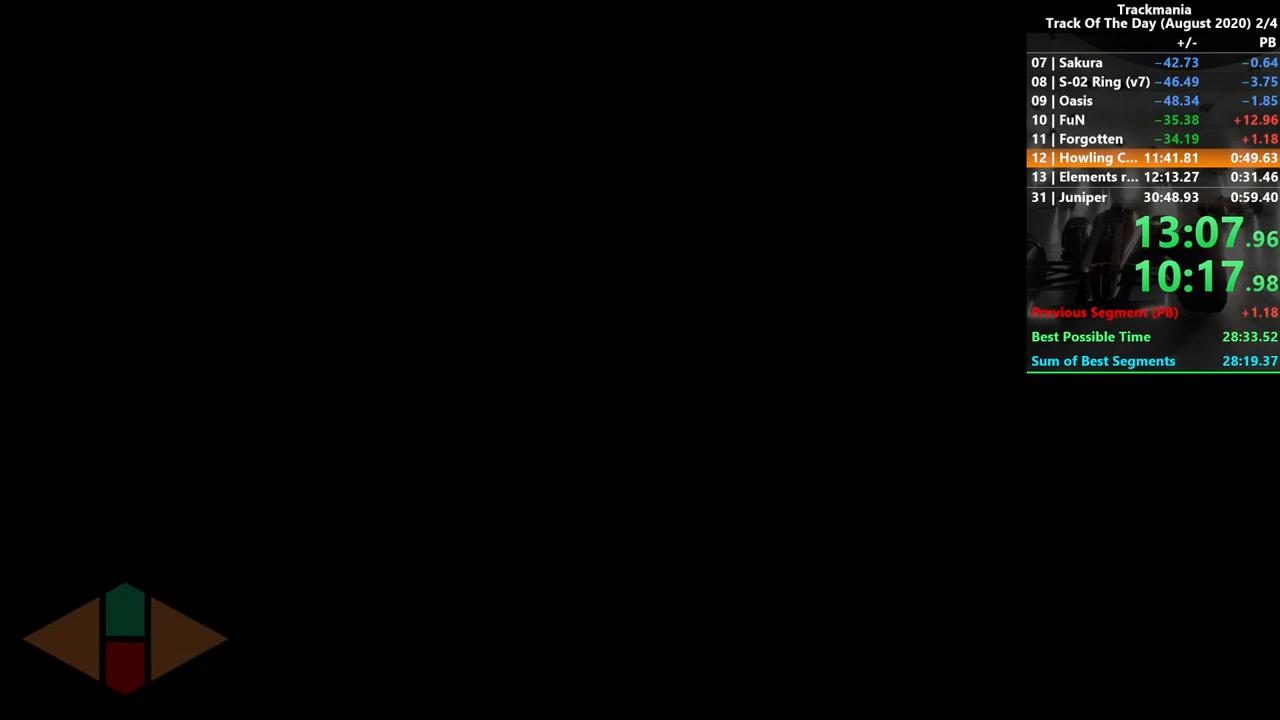 Trackmania
Track Of The Day (August 2020) 2/4
+/- PB
07 | Sakura -42.73 -0.64
08 | S-02 Ring (v7) -46.49 -3.75
09 | Oasis -48.34 -1.85
10 | FuN -35.38 +12.96
11 | Forgotten -34.19 +1.18
12 | Howling C... 11:41.81 0:49.63
13 | Elements r... 12:13.27 0:31.46
31 | Juniper 30:48.93 0:59.40
13:07.96
10:17.98
Previous Segment (PB) +1.18
Best Possible Time 28:33.52
Sum of Best Segments 28:19.37